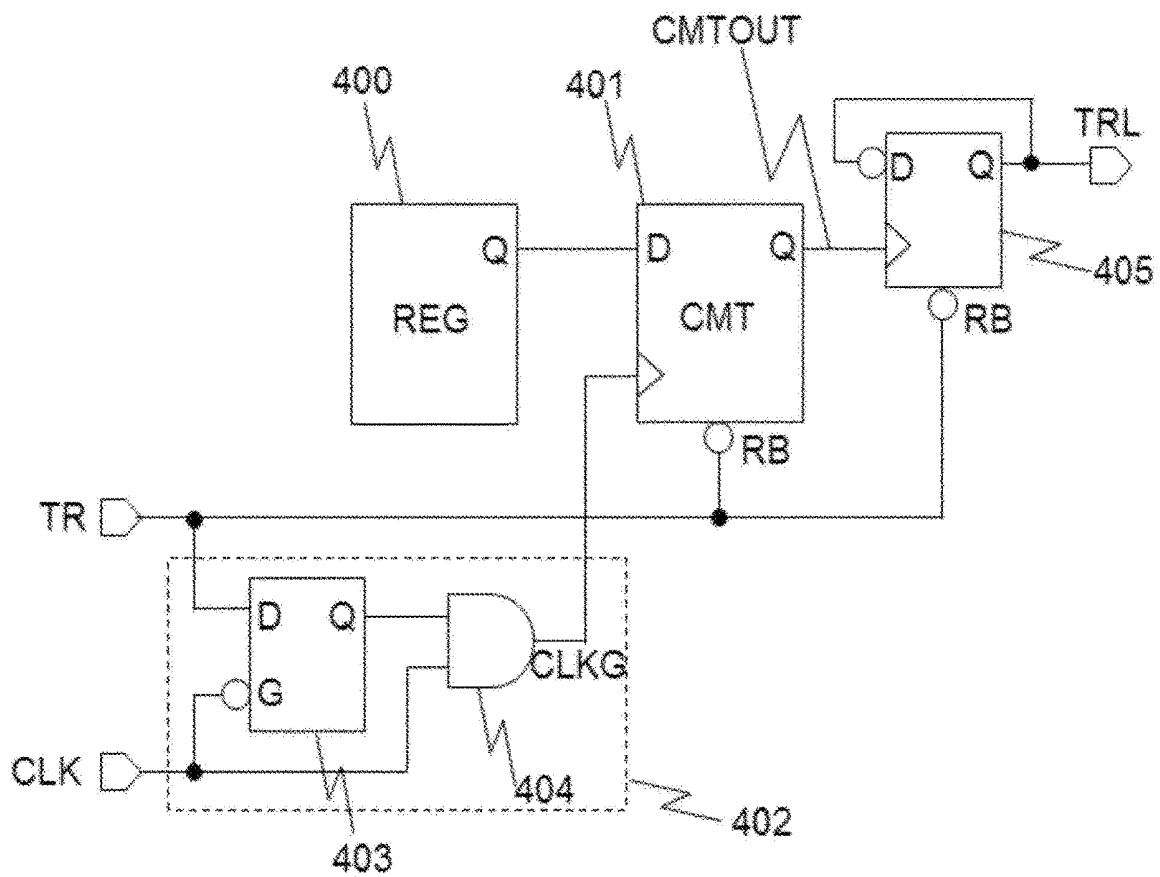 CMTOUT
400
401
TRL
D
Q
Q
D
Q
405
REG
CMT
RB
RB
TR
D
Q
CLKG
G
CLK
404
402
403